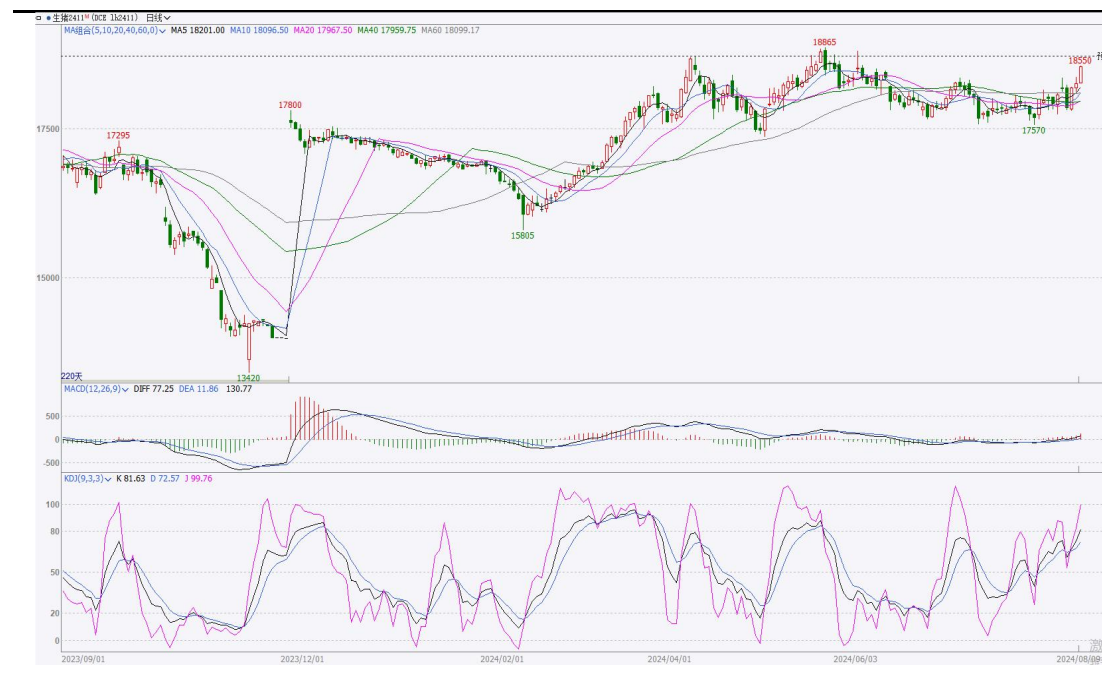 生猪2411ᴹ (DCE lh2411) 日线
MA组合(5,10,20,40,60,0) MA5 18201.00 MA10 18096.50 MA20 17967.50 MA40 17959.75 MA60 18099.17
18865
18550
17800
17500
17295
17570
15805
15000
13420
220天
MACD(12,26,9) DIFF 77.25 DEA 11.86 130.77
500
0
-500
KDJ(9,3,3) K 81.63 D 72.57 J 99.76
100
80
50
20
0
2023/09/01 2023/12/01 2024/02/01 2024/04/01 2024/06/03 2024/08/09